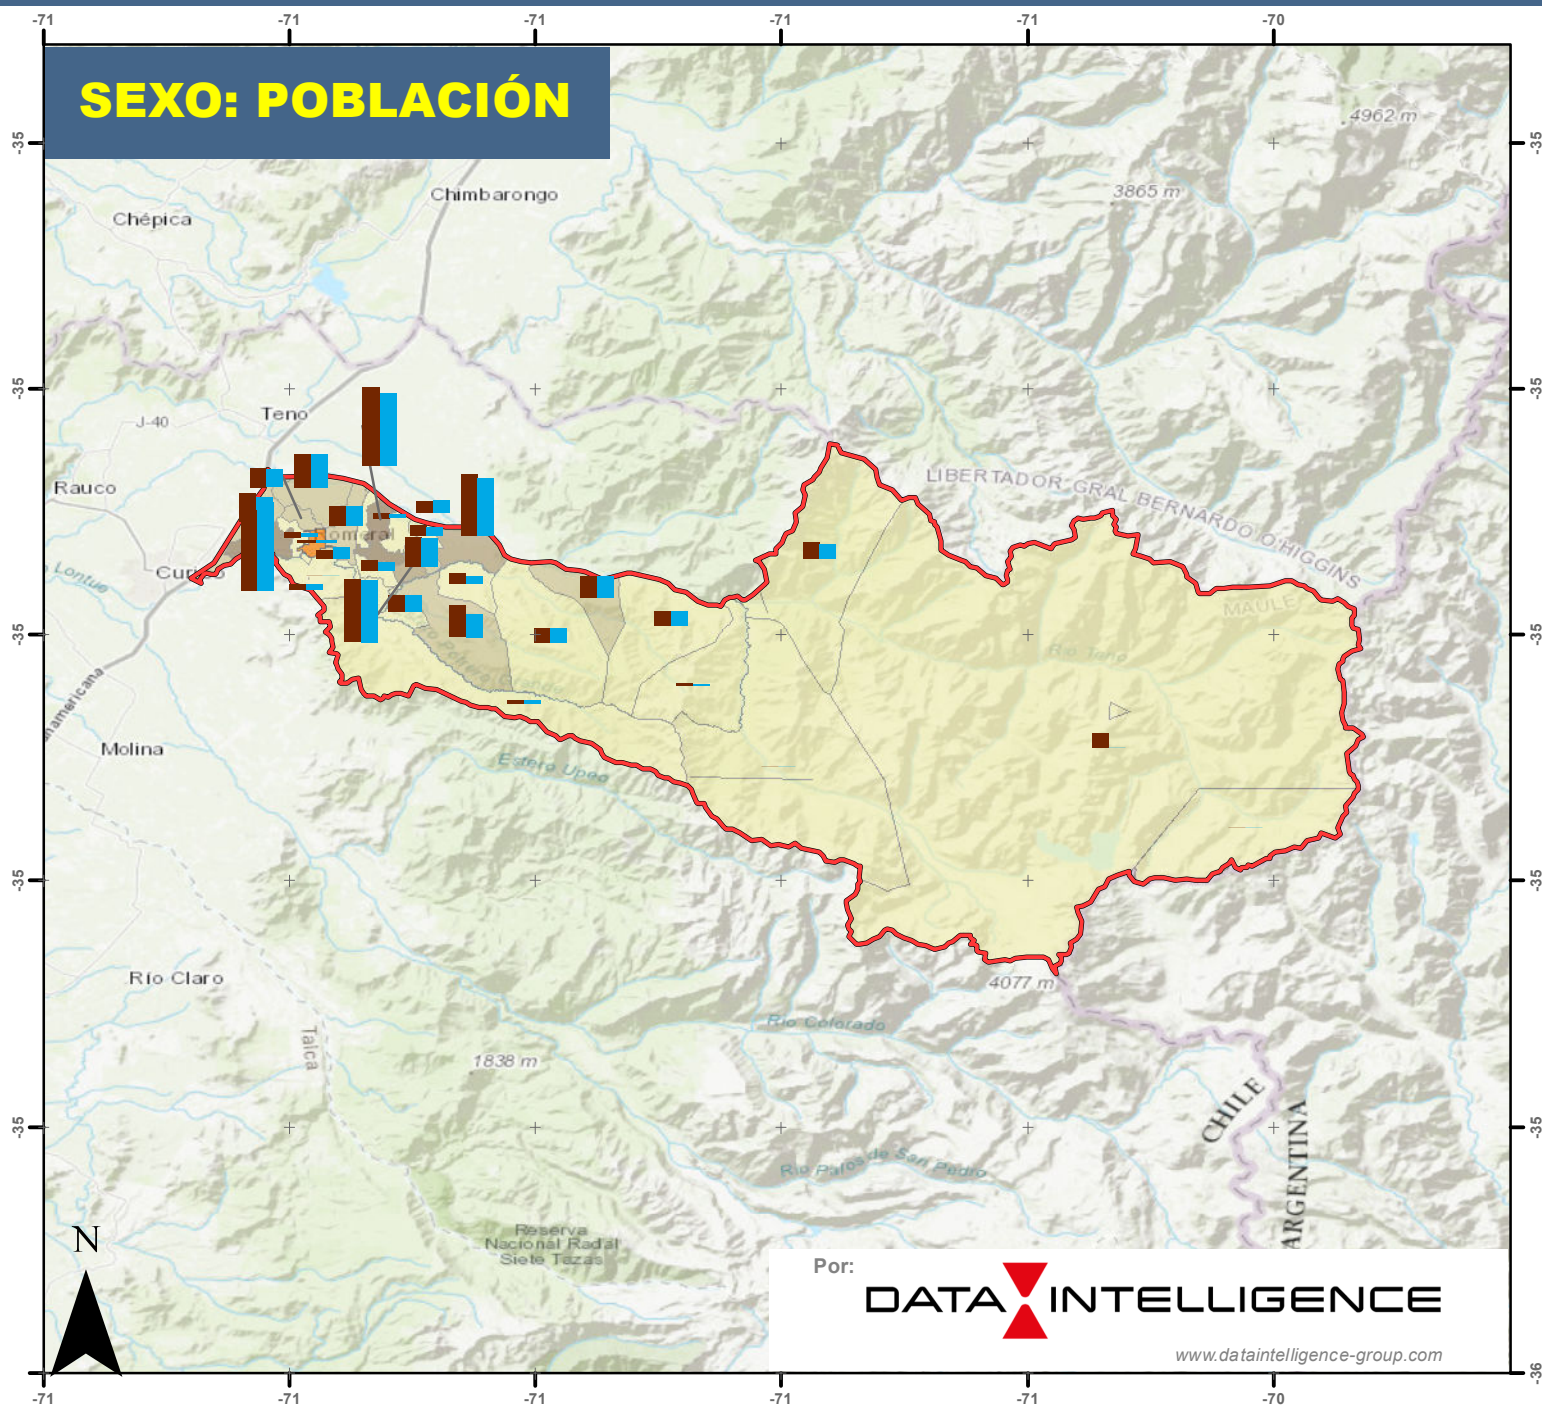 -71
-71
-71
-71
-71
-70
SEXO: POBLACIÓN
-35
-35
4962 m
3865 m
Chimbarongo
Chépica
-35
-35
Teno
J-40
Rauco
LIBERTADOR GRAL BERNARDO O'HIGGINS
Romeral
Lontué
MAULE
-35
-35
Río Teno
Molina
Estero Upeo
-35
-35
Río Claro
4077 m
Río Colorado
Talca
1838 m
CHILE
ARGENTINA
-35
-35
Río Palos de San Pedro
Reserva
Nacional Radal
Siete Tazas
N
Por:
DATA INTELLIGENCE
www.dataintelligence-group.com
-36
-71
-71
-71
-71
-71
-70